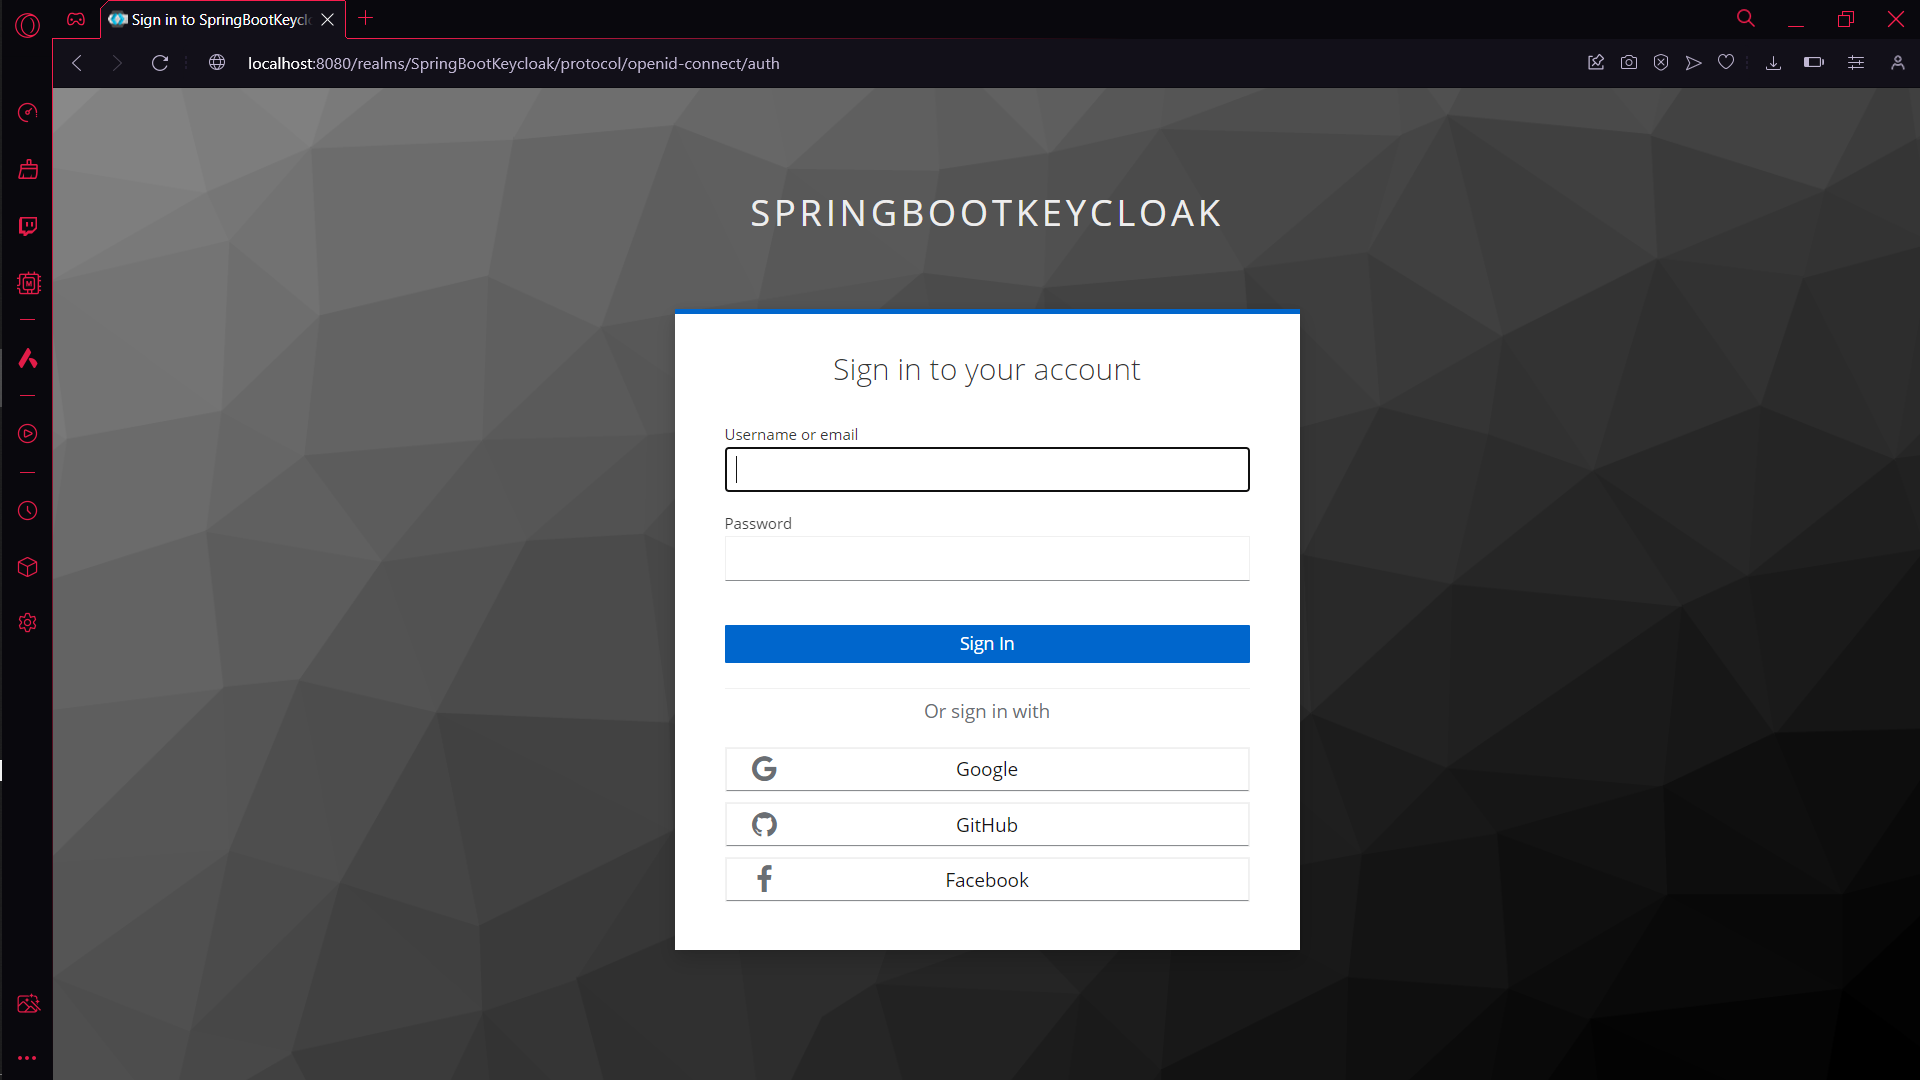 Sign in to SpringBootKeycl
localhost:8080/realms/SpringBootKeycloak/protocol/openid-connect/auth
SPRINGBOOTKEYCLOAK
Sign in to your account
Username or email
Password
Sign In
Or sign in with
Google
GitHub
Facebook